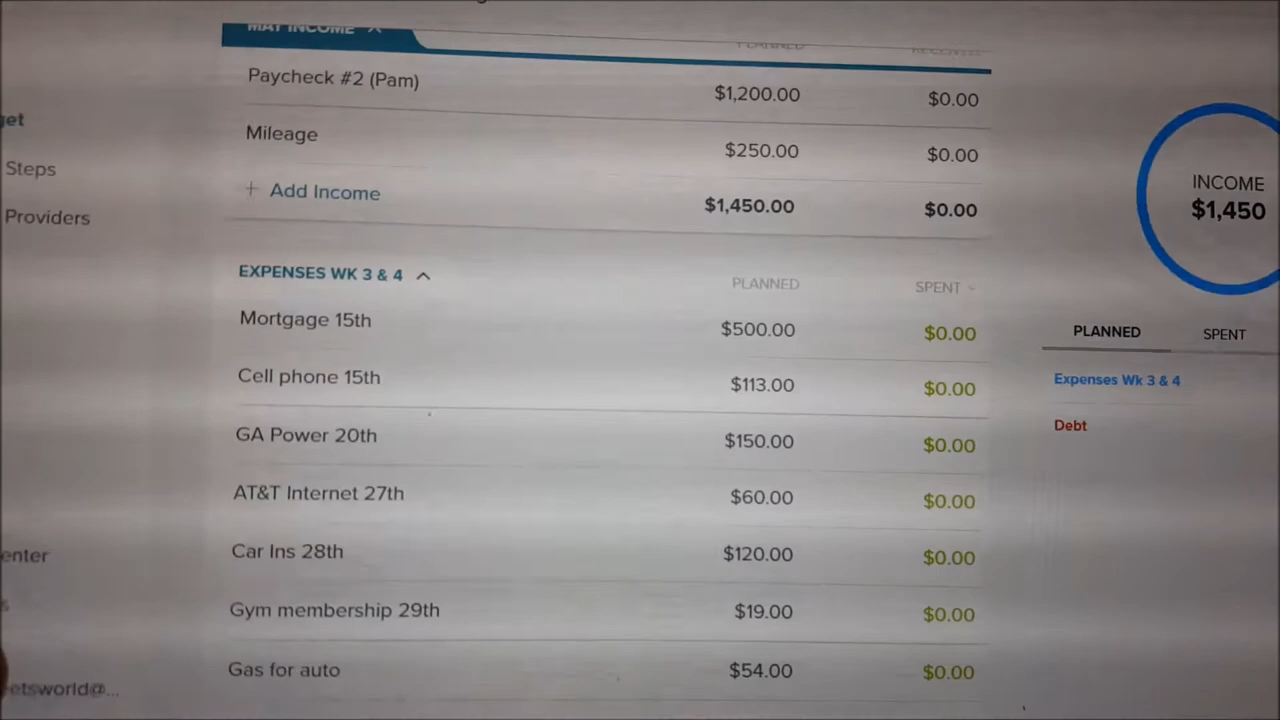 MAY INCOME
PLANNED
Paycheck #2 (Pam) $1,200.00 $0.00
Mileage $250.00 $0.00
+ Add Income $1,450.00 $0.00
EXPENSES WK 3 & 4 PLANNED SPENT
Mortgage 15th $500.00 $0.00
Cell phone 15th $113.00 $0.00
GA Power 20th $150.00 $0.00
AT&T Internet 27th $60.00 $0.00
Car Ins 28th $120.00 $0.00
Gym membership 29th $19.00 $0.00
Gas for auto $54.00 $0.00
get
Steps
Providers
enter
s
etsworld@...
INCOME
$1,450
PLANNED SPENT
Expenses Wk 3 & 4
Debt